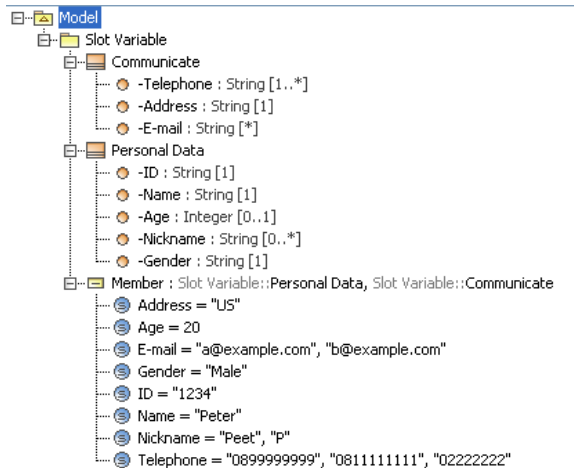 Model
Slot Variable
Communicate
-Telephone : String [1..*]
-Address : String [1]
-E-mail : String [*]
Personal Data
-ID : String [1]
-Name : String [1]
-Age : Integer [0..1]
-Nickname : String [0..*]
-Gender : String [1]
Member : Slot Variable::Personal Data, Slot Variable::Communicate
Address = "US"
Age = 20
E-mail = "a@example.com", "b@example.com"
Gender = "Male"
ID = "1234"
Name = "Peter"
Nickname = "Peet", "P"
Telephone = "0899999999", "0811111111", "02222222"